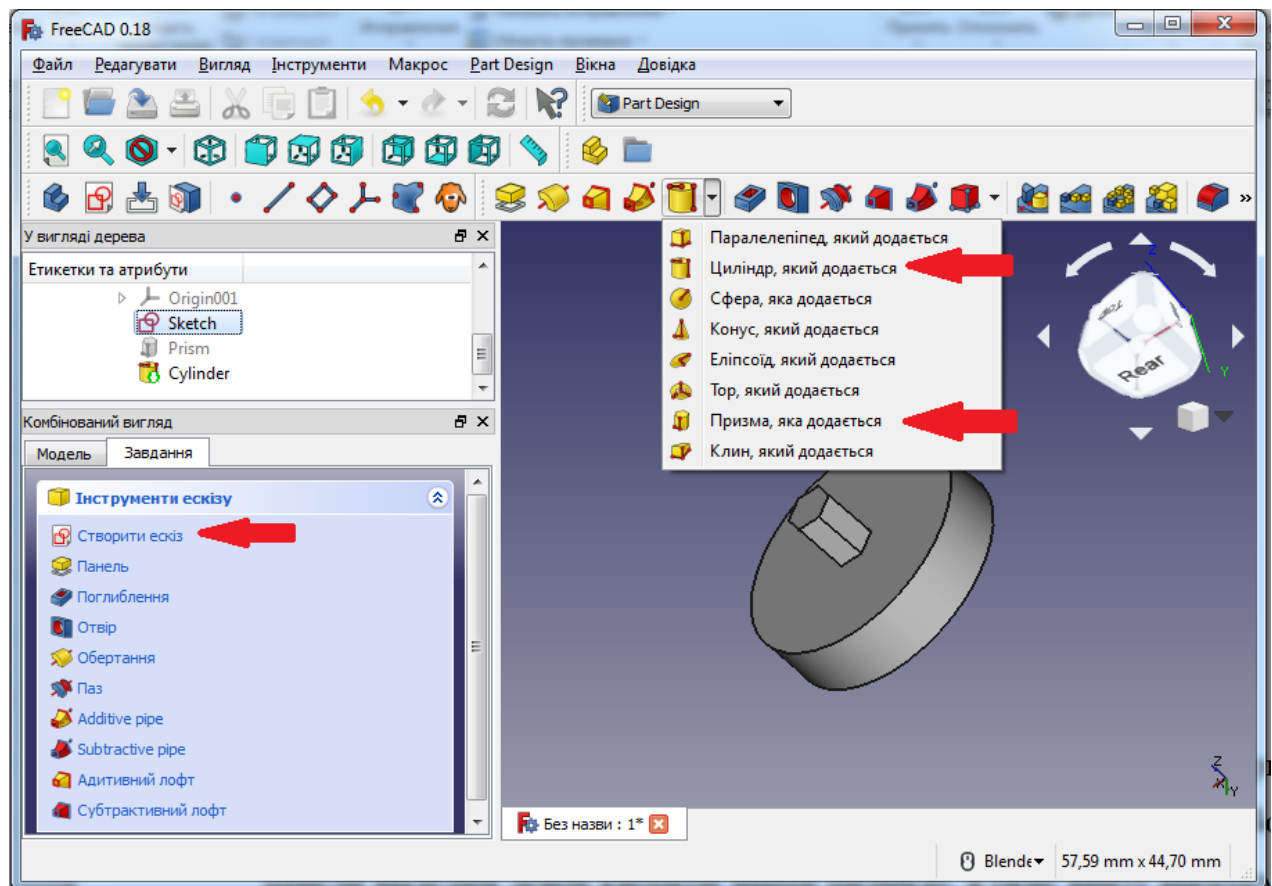 FreeCAD 0.18
Файл Редагувати Вигляд Інструменти Макрос Part Design Вікна Довідка
Part Design
У вигляді дерева
Етикетки та атрибути
Origin001
Sketch
Prism
Cylinder
Комбінований вигляд
Модель Завдання
Інструменти ескізу
Створити ескіз
Панель
Поглиблення
Отвір
Обертання
Паз
Additive pipe
Subtractive pipe
Адитивний лофт
Субтрактивний лофт
Паралелепіпед, який додається
Циліндр, який додається
Сфера, яка додається
Конус, який додається
Еліпсоїд, який додається
Тор, який додається
Призма, яка додається
Клин, який додається
Z
Top
Rear
Y
Z
X
Y
Без назви : 1*
Blende 57,59 mm x 44,70 mm